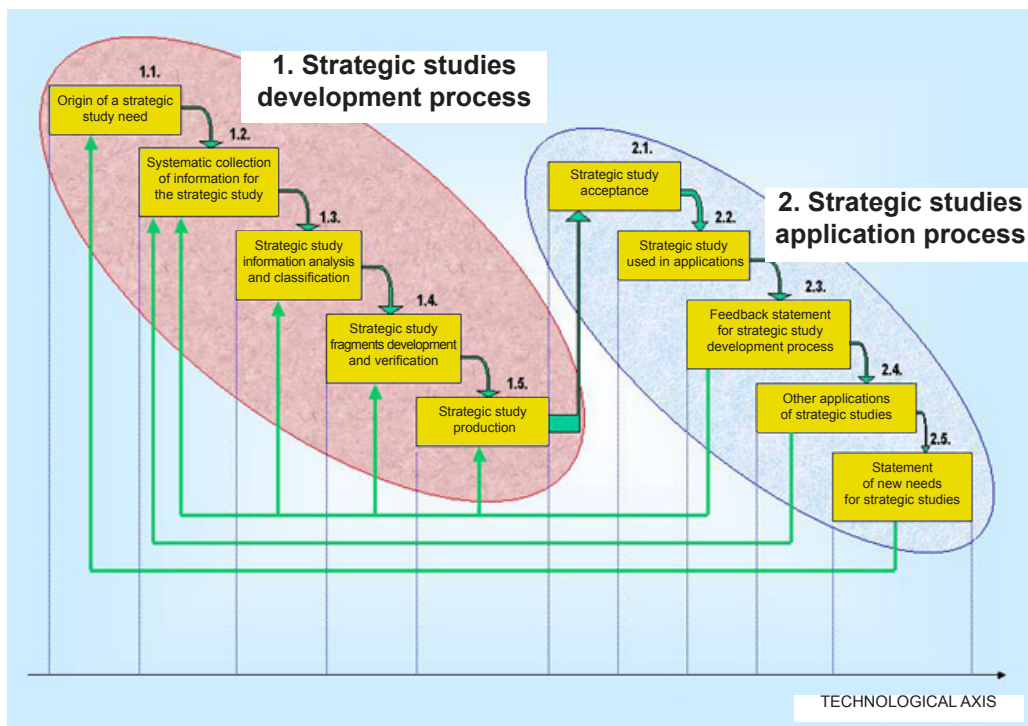 1. Strategic studies
development process
1.1.
Origin of a strategic
study need
1.2.
Systematic collection
of information for
the strategic study
1.3.
Strategic study
information analysis
and classification
1.4.
Strategic study
fragments development
and verification
1.5.
Strategic study
production
2. Strategic studies
application process
2.1.
Strategic study
acceptance
2.2.
Strategic study
used in applications
2.3.
Feedback statement
for strategic study
development process
2.4.
Other applications
of strategic studies
2.5.
Statement
of new needs
for strategic studies
TECHNOLOGICAL AXIS